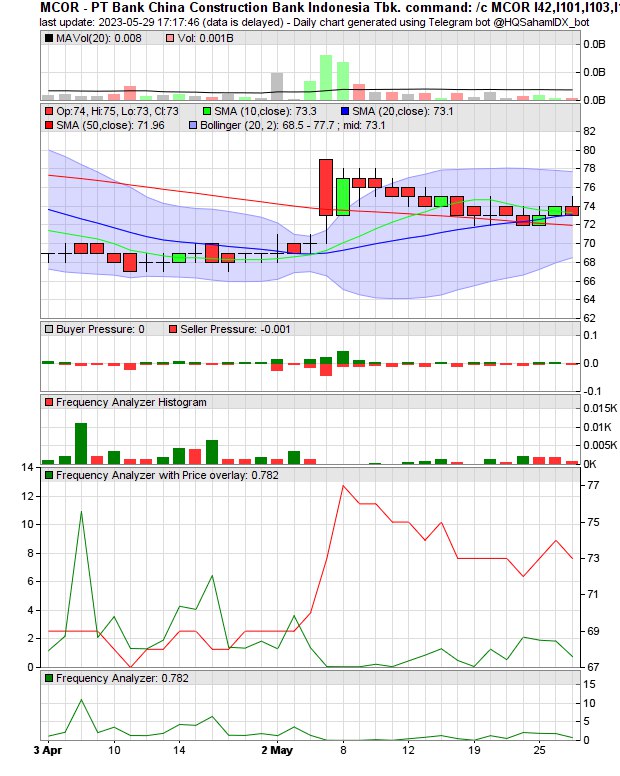 MCOR - PT Bank China Construction Bank Indonesia Tbk. command: /c MCOR I42,I101,I103,I
last update: 2023-05-29 17:17:46 (data is delayed) - Daily chart generated using Telegram bot @HQSahamIDX_bot
MAVol(20): 0.008 Vol: 0.001B
0.0B
0.0B
0.0B
Op:74, Hi:75, Lo:73, Cl:73 SMA (10,close): 73.3 SMA (20,close): 73.1
SMA (50,close): 71.96 Bollinger (20, 2): 68.5 - 77.7 ; mid: 73.1
82
80
78
76
74
72
70
68
66
64
62
Buyer Pressure: 0 Seller Pressure: -0.001
0.1
0.0
-0.1
Frequency Analyzer Histogram
0.015K
0.010K
0.005K
0K
Frequency Analyzer with Price overlay: 0.782
14
12
10
8
6
4
2
0
77
75
73
71
69
67
Frequency Analyzer: 0.782
15
10
5
0
3 Apr 10 14 2 May 8 12 19 25